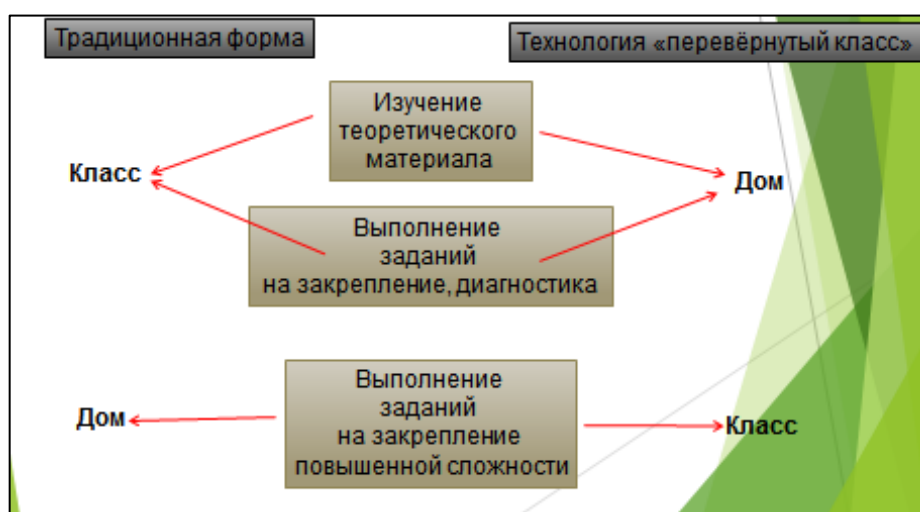 Традиционная форма
Технология «перевёрнутый класс»
Изучение
теоретического
материала
Класс
Дом
Выполнение
заданий
на закрепление, диагностика
Выполнение
заданий
на закрепление
повышенной сложности
Дом
Класс